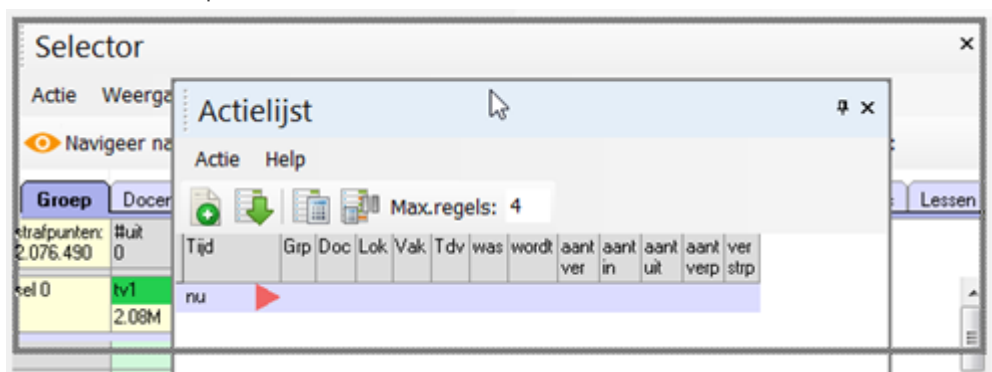 Selector
Actie Weerga
Actielijst
Navigeer na
Actie Help
Max.regels: 4
Groep Docer Lessen
strafpunten: #uit
2.076.490 0
Tijd Grp Doc Lok Vak Tdv was wordt aant aant aant aant ver
ver in uit verp strp
sel 0 tv1
nu
2.08M